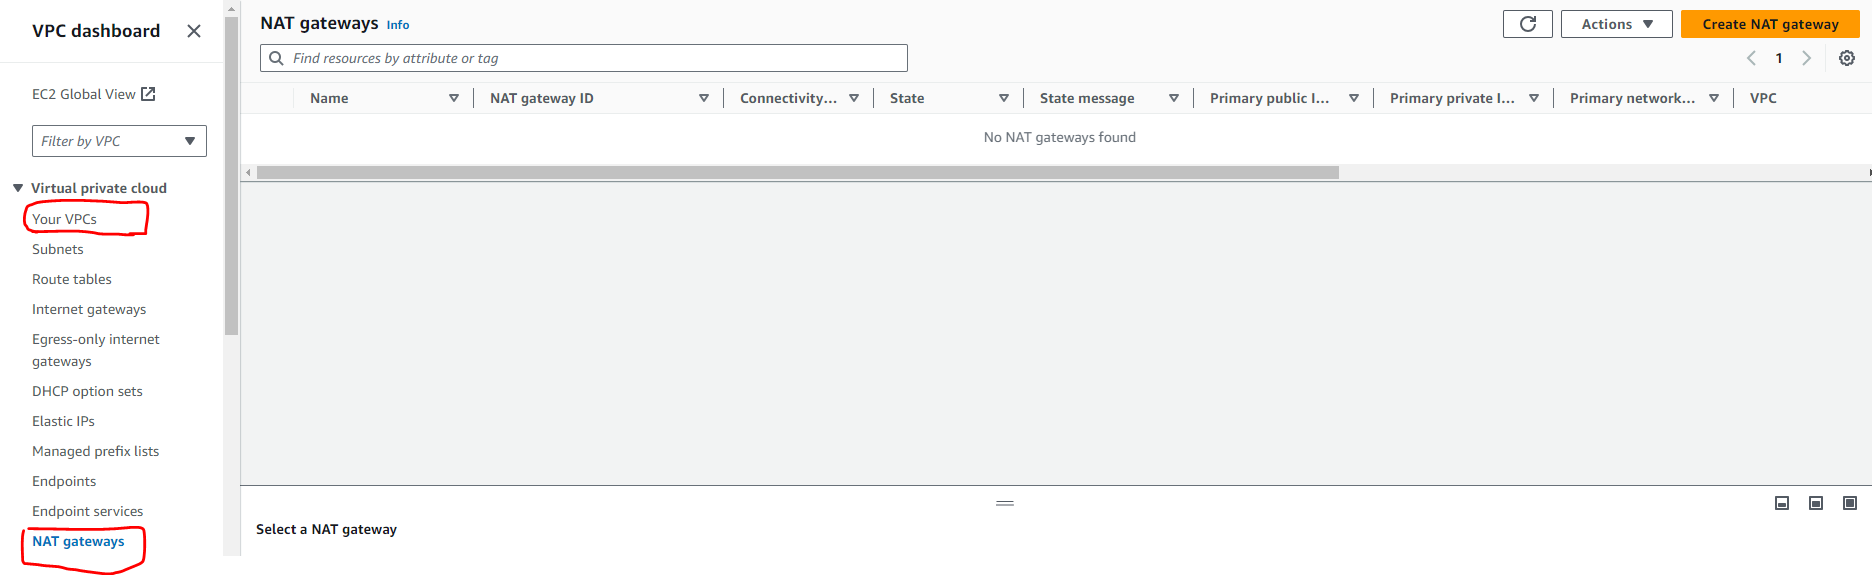 VPC dashboard
EC2 Global View
Filter by VPC
Virtual private cloud
Your VPCs
Subnets
Route tables
Internet gateways
Egress-only internet
gateways
DHCP option sets
Elastic IPs
Managed prefix lists
Endpoints
Endpoint services
NAT gateways
NAT gateways Info
Actions
Create NAT gateway
Find resources by attribute or tag
1
Name NAT gateway ID Connectivity... State State message Primary public I... Primary private I... Primary network... VPC
No NAT gateways found
Select a NAT gateway